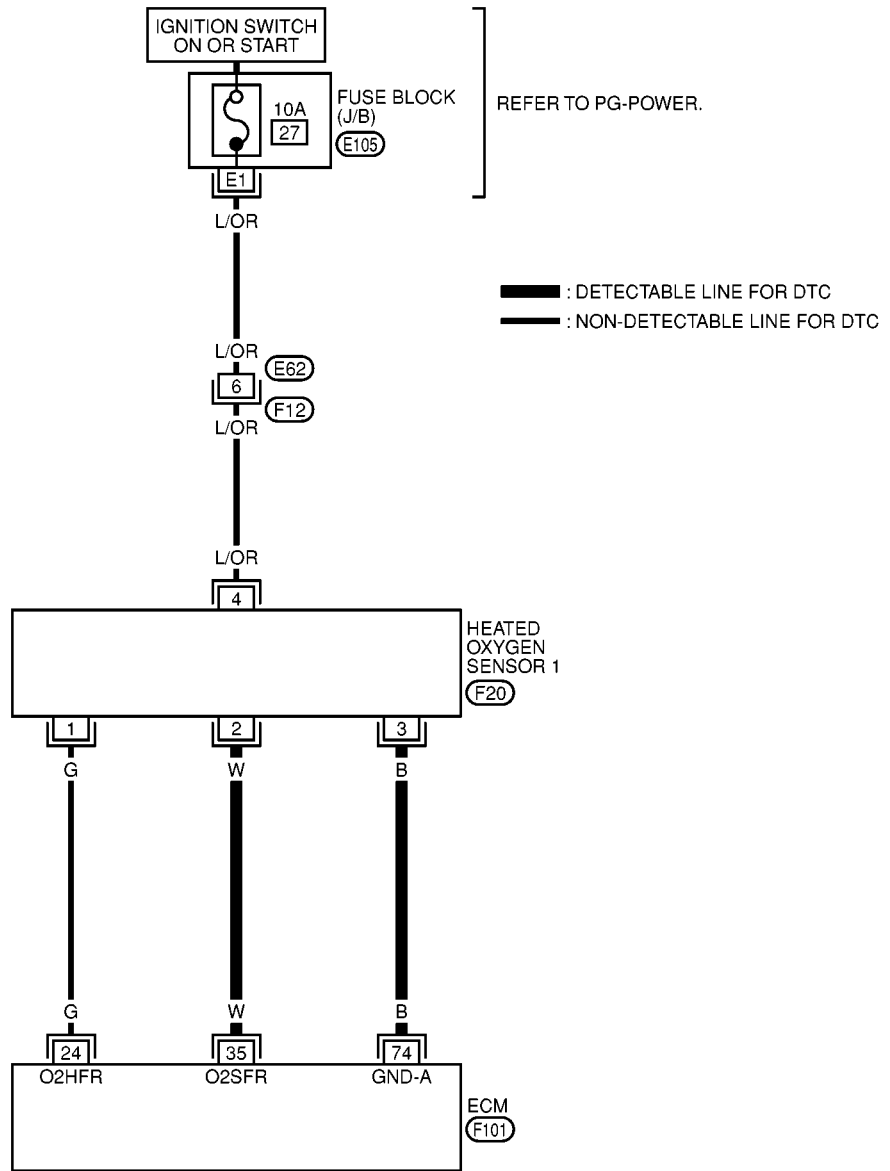 IGNITION SWITCH
ON OR START
FUSE BLOCK
(J/B)
E105
10A
27
REFER TO PG-POWER.
E1
L/OR
: DETECTABLE LINE FOR DTC
: NON-DETECTABLE LINE FOR DTC
L/OR
E62
6
F12
L/OR
L/OR
4
HEATED
OXYGEN
SENSOR 1
F20
1 2 3
G W B
G W B
24 35 74
O2HFR O2SFR GND-A
ECM
F101